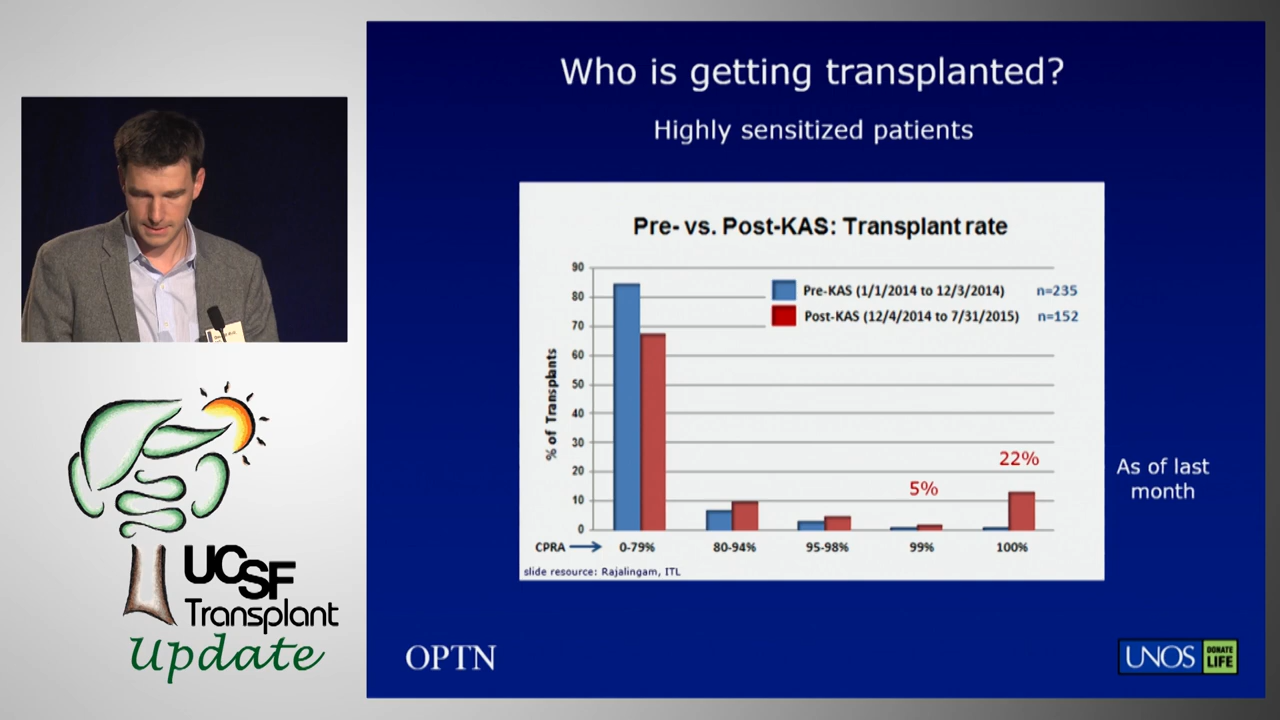 Who is getting transplanted?
Highly sensitized patients
Pre- vs. Post-KAS: Transplant rate
% of Transplants
90
80
70
60
50
40
30
20
10
0
Pre-KAS (1/1/2014 to 12/3/2014) n=235
Post-KAS (12/4/2014 to 7/31/2015) n=152
5%
22%
CPRA
0-79%
80-94%
95-98%
99%
100%
slide resource: Rajalingam, ITL
As of last
month
OPTN
UNOS
DONATE
LIFE
UCSF
Transplant
Update